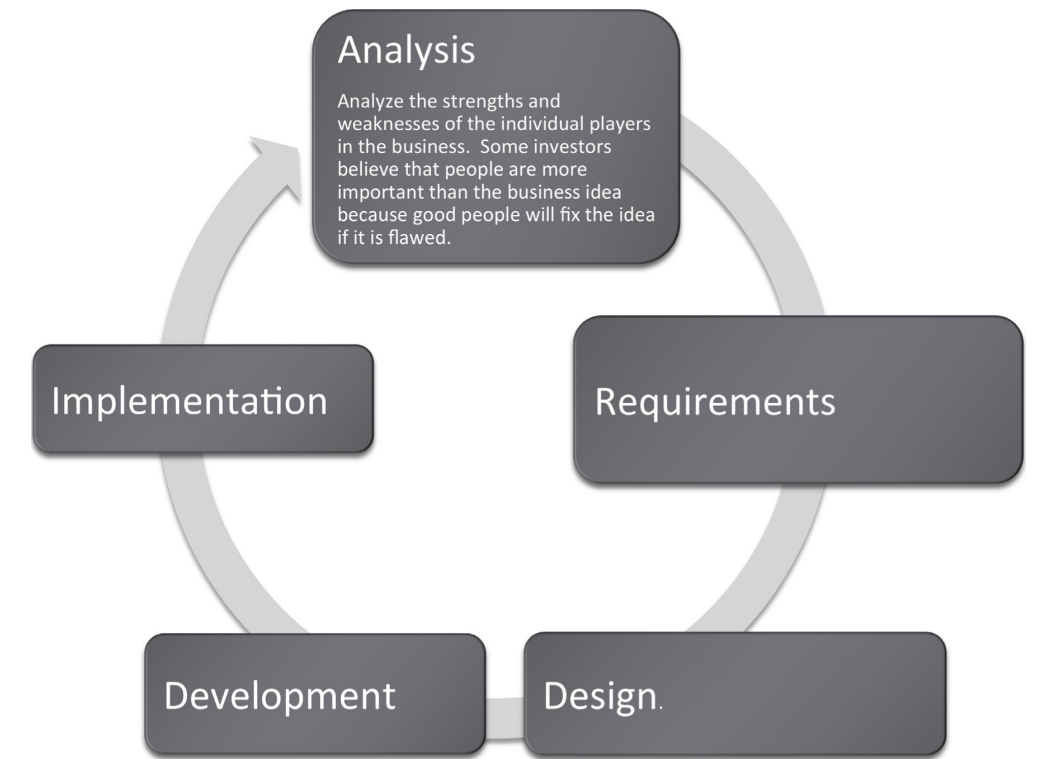 Analysis
Analyze the strengths and
weaknesses of the individual players
in the business.  Some investors
believe that people are more
important than the business idea
because good people will fix the idea
if it is flawed.
Requirements
Design.
Development
Implementation